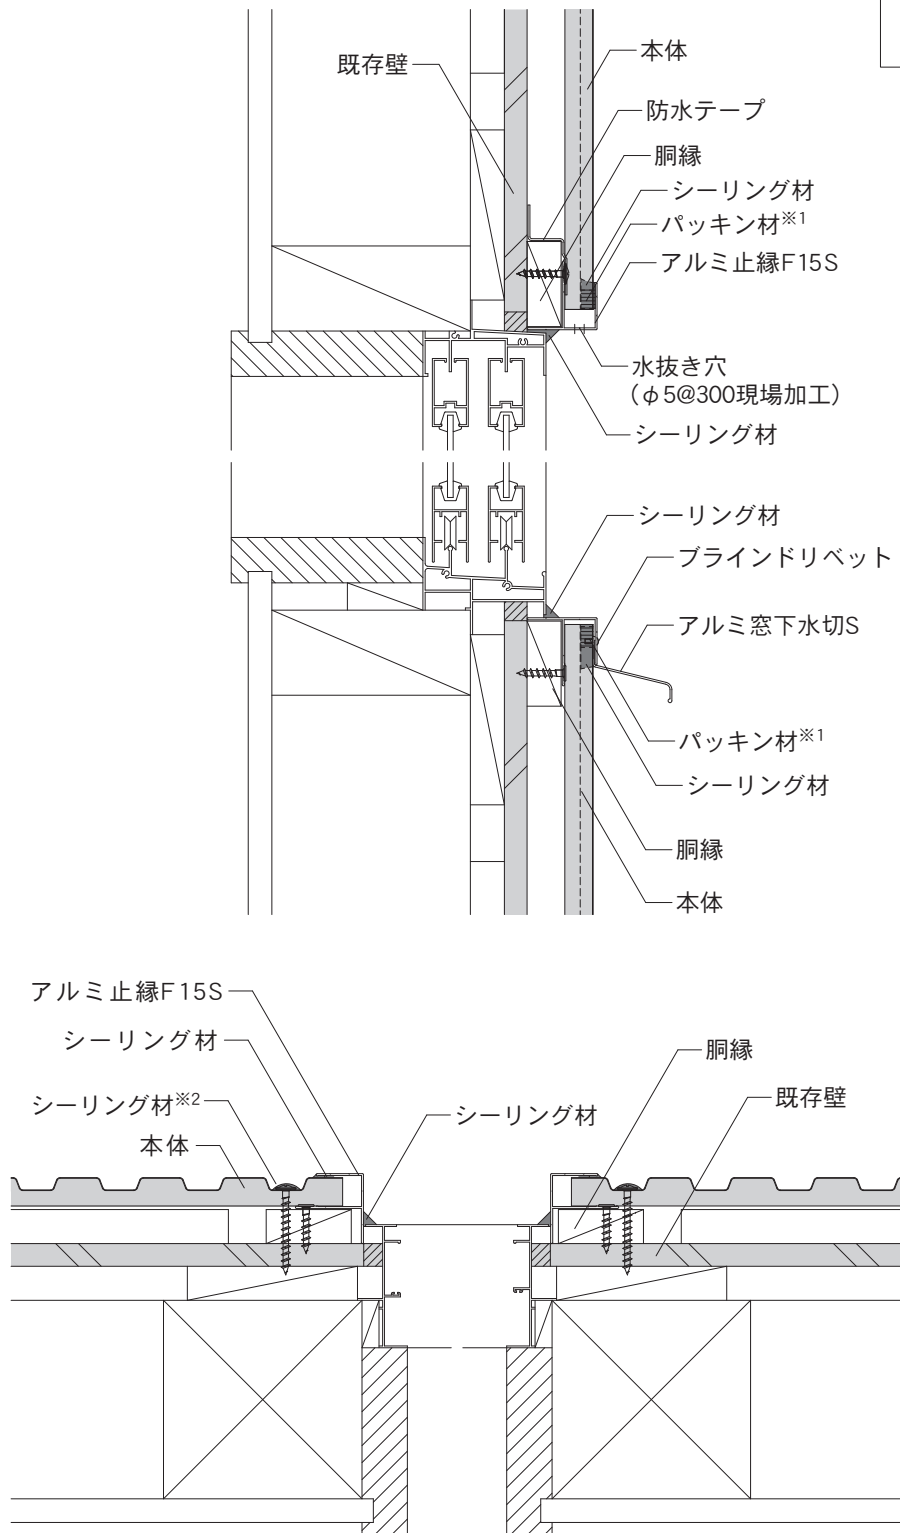 既存壁
本体
防水テープ
胴縁
シーリング材
パッキン材※1
アルミ止縁F15S
水抜き穴
（φ5@300現場加工）
シーリング材
シーリング材
ブラインドリベット
アルミ窓下水切S
パッキン材※1
シーリング材
胴縁
本体
アルミ止縁F15S
シーリング材
シーリング材※2
本体
シーリング材
胴縁
既存壁